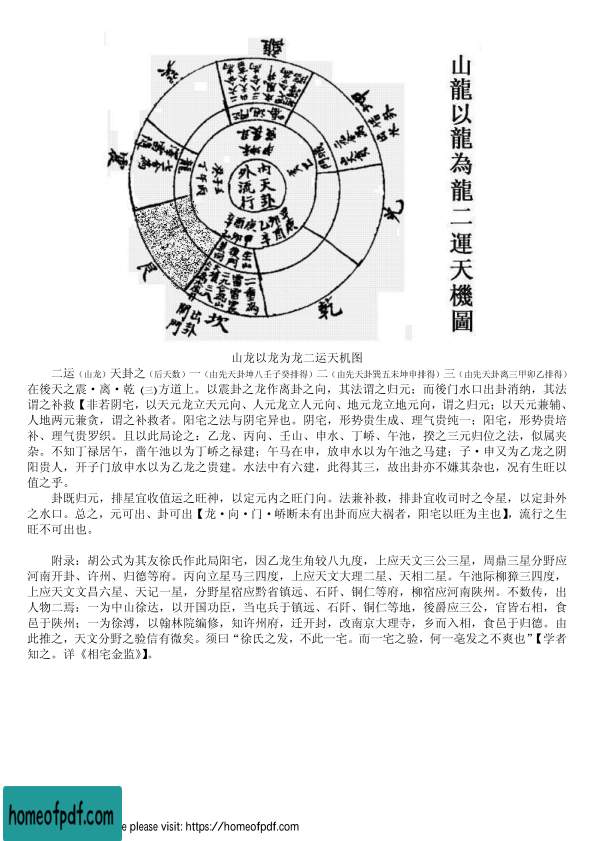 山龍以龍為龍二運天機圖
離
坤
兌
乾
坎
艮
震
巽
水口
開門
出卦
內天卦
外流行
山龙以龙为龙二运天机图
二运（山龙）天卦之（后天数）一（由先天卦坤八壬子癸排得）二（由先天卦巽五未坤申排得）三（由先天卦离三甲卯乙排得）
在後天之震·离·乾（三)方道上。以震卦之龙作离卦之向，其法谓之归元；而後門水口出卦消纳，其法
谓之补救【非若阴宅，以天元龙立天元向、人元龙立人元向、地元龙立地元向，谓之归元；以天元兼辅、
人地两元兼贪，谓之补救者。阳宅之法与阴宅异也。阴宅，形势贵生成、理气贵纯一；阳宅，形势贵培
补、理气贵罗织。且以此局论之：乙龙、丙向、壬山、申水、丁峤、午池，揆之三元归位之法，似属夹
杂。不知丁禄居午，凿午池以为丁峤之禄建；午马在申，放申水以为午池之马建；子·申又为乙龙之阴
阳贵人，开子门放申水以为乙龙之贵建。水法中有六建，此得其三，故出卦亦不嫌其杂也，况有生旺以
值之乎。
卦既归元，排星宜收值运之旺神，以定元内之旺门向。法兼补救，排卦宜收司时之令星，以定卦外
之水口。总之，元可出、卦可出【龙·向·门·峤断未有出卦而应大祸者，阳宅以旺为主也】，流行之生
旺不可出也。
附录：胡公式为其友徐氏作此局阳宅，因乙龙生角较八九度，上应天文三公三星，周鼎三星分野应
河南开卦、许州、归德等府。丙向立星马三四度，上应天文大理二星、天相二星。午池际柳獐三四度，
上应天文文昌六星、天记一星，分野星宿应黔省镇远、石阡、铜仁等府，柳宿应河南陕州。不数传，出
人物二焉：一为中山徐达，以开国功臣，当屯兵于镇远、石阡、铜仁等地，後爵应三公，官皆右相，食
邑于陕州；一为徐溥，以翰林院编修，知许州府，迁开封，改南京大理寺，乡而入相，食邑于归德。由
此推之，天文分野之验信有微矣。须曰“徐氏之发，不此一宅。而一宅之验，何一毫发之不爽也”【学者
知之。详《相宅金监》】。
homeofpdf.com
e please visit: https://homeofpdf.com